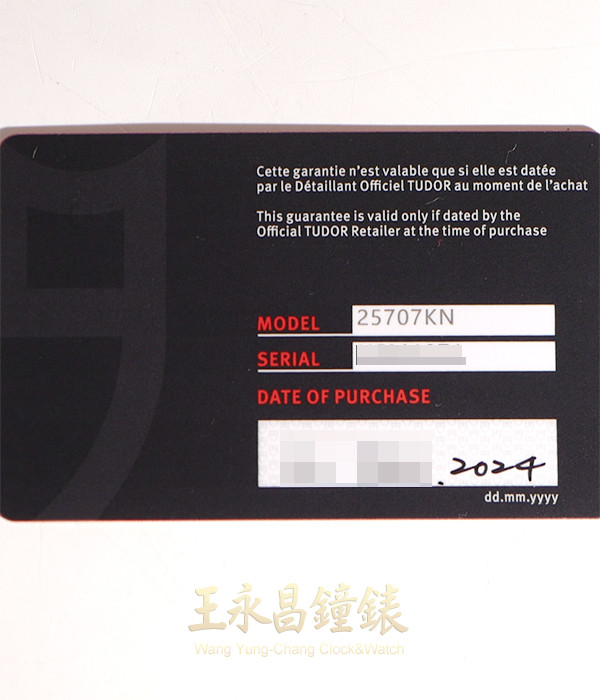 Cette garantie n'est valable que si elle est datée
par le Détaillant Officiel TUDOR au moment de l'achat
This guarantee is valid only if dated by the
Official TUDOR Retailer at the time of purchase
MODEL 25707KN
SERIAL
DATE OF PURCHASE
.2024
dd.mm.yyyy
王永昌鐘錶
Wang Yung-Chang Clock&Watch